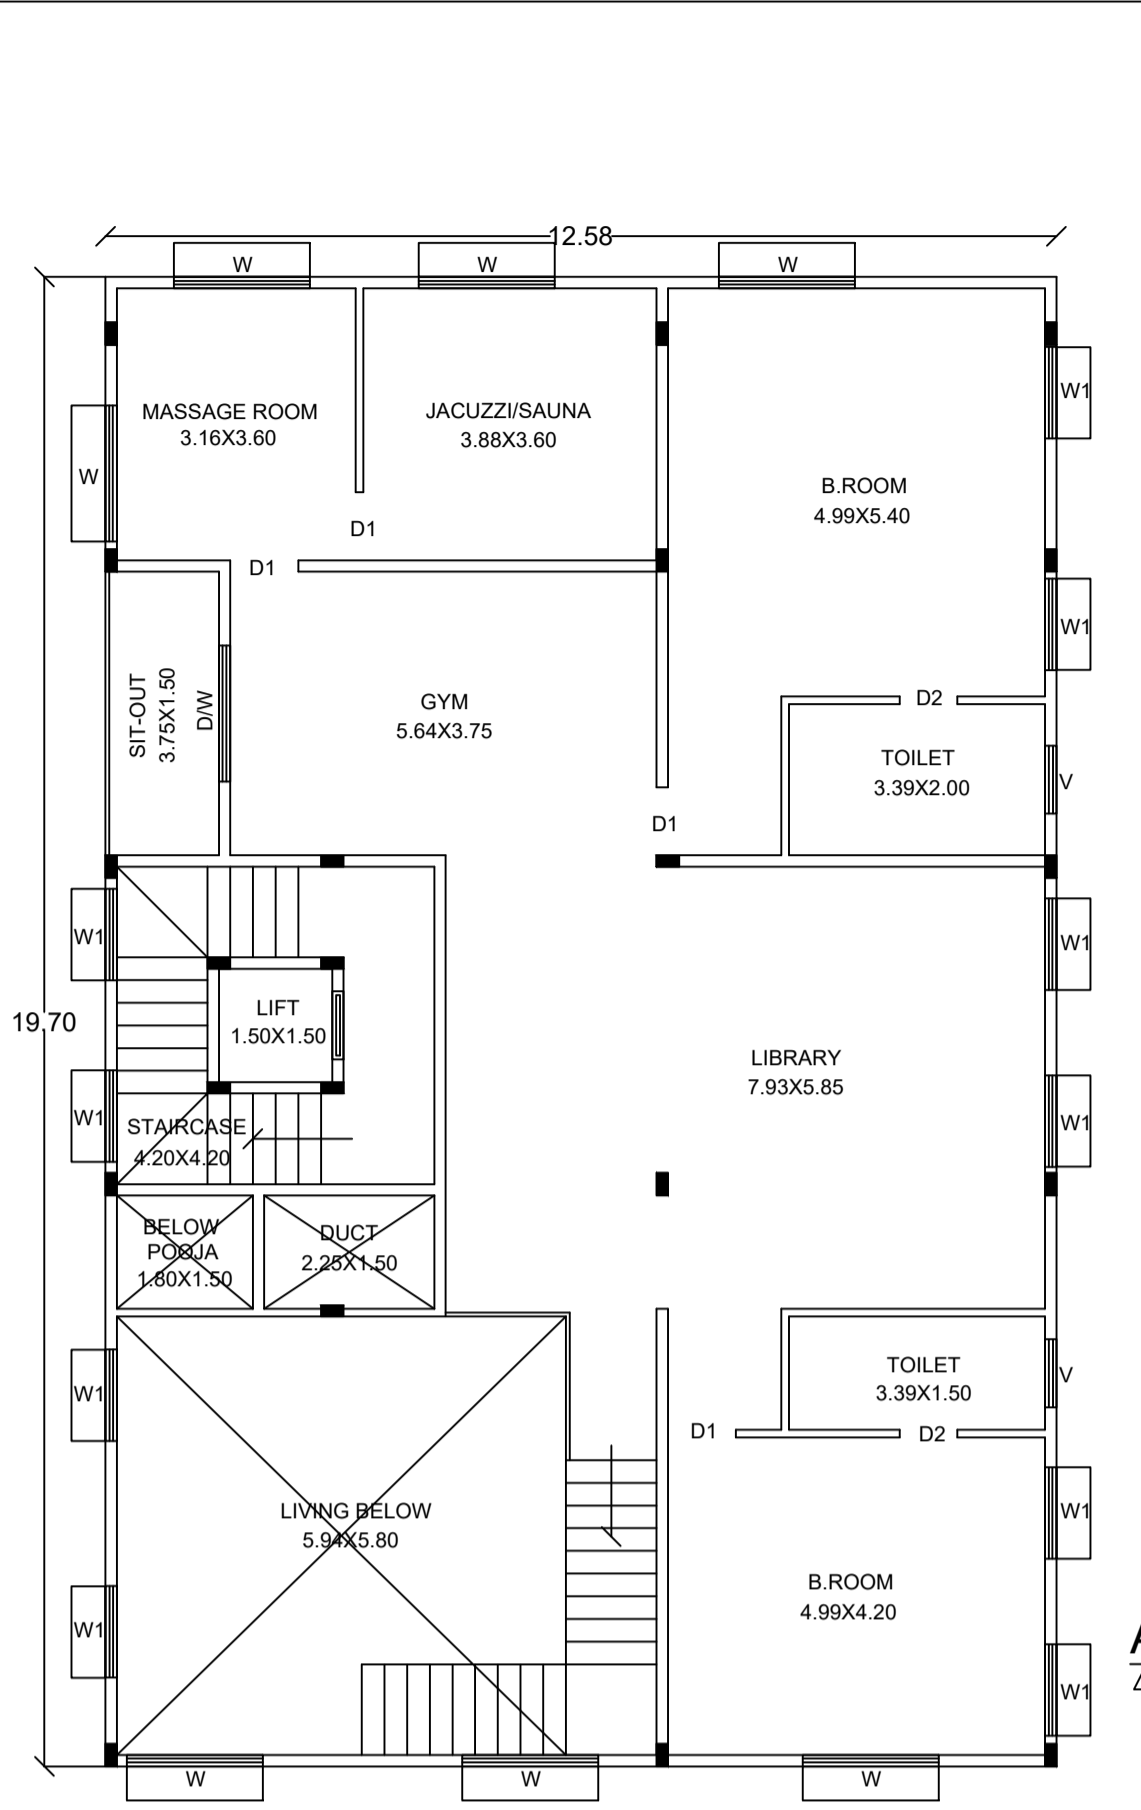 12.58
W
W
W
MASSAGE ROOM
3.16X3.60
JACUZZI/SAUNA
3.88X3.60
W1
W
B.ROOM
4.99X5.40
D1
D1
W1
SIT-OUT
3.75X1.50
D/W
GYM
5.64X3.75
D2
TOILET
3.39X2.00
V
D1
W1
W1
LIFT
1.50X1.50
19.70
LIBRARY
7.93X5.85
W1
W1
STAIRCASE
4.20X4.20
BELOW
POOJA
1.80X1.50
DUCT
2.25X1.50
TOILET
3.39X1.50
V
W1
D1
D2
LIVING BELOW
5.94X5.80
W1
B.ROOM
4.99X4.20
W1
W1
W
W
W